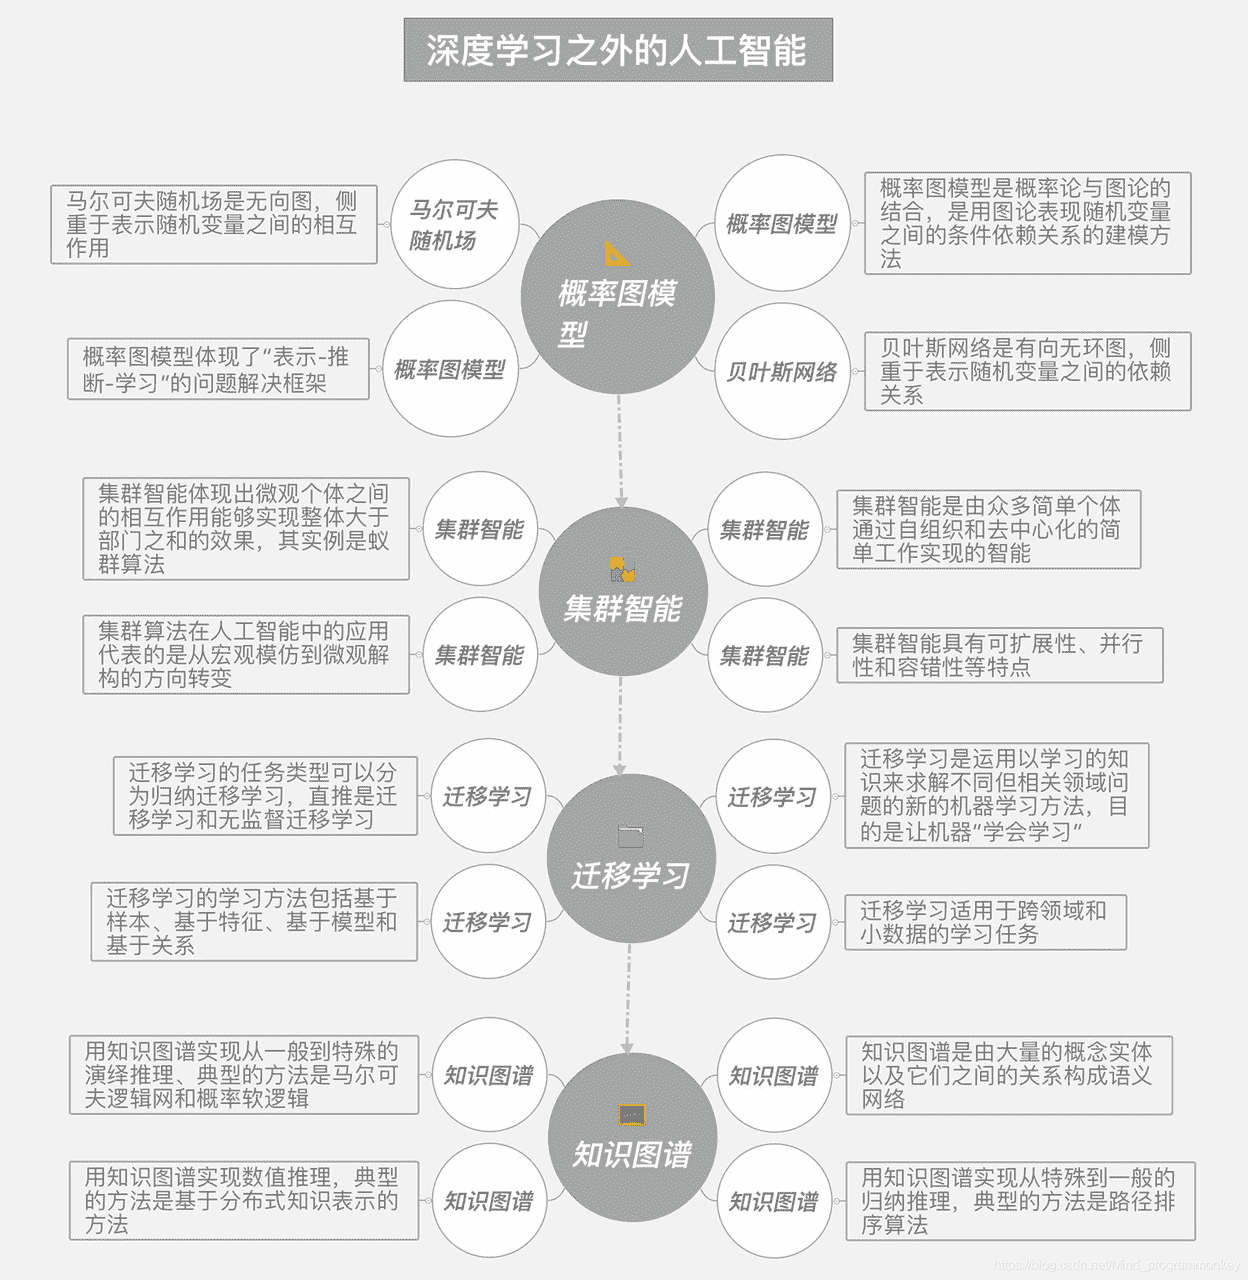 深度学习之外的人工智能
马尔可夫随机场是无向图，侧
重于表示随机变量之间的相互
作用
马尔可夫
随机场
概率图模
型
概率图模型
概率图模型是概率论与图论的
结合，是用图论表现随机变量
之间的条件依赖关系的建模方
法
概率图模型体现了“表示-推
断-学习”的问题解决框架
概率图模型
贝叶斯网络
贝叶斯网络是有向无环图，侧
重于表示随机变量之间的依赖
关系
集群智能体现出微观个体之间
的相互作用能够实现整体大于
部门之和的效果，其实例是蚁
群算法
集群智能
集群智能
集群智能
集群智能是由众多简单个体
通过自组织和去中心化的简
单工作实现的智能
集群算法在人工智能中的应用
代表的是从宏观模仿到微观解
构的方向转变
集群智能
集群智能
集群智能具有可扩展性、并行
性和容错性等特点
迁移学习的任务类型可以分
为归纳迁移学习，直推是迁
移学习和无监督迁移学习
迁移学习
迁移学习
迁移学习
迁移学习是运用以学习的知
识来求解不同但相关领域问
题的新的机器学习方法，目
的是让机器“学会学习”
迁移学习的学习方法包括基于
样本、基于特征、基于模型和
基于关系
迁移学习
迁移学习
迁移学习适用于跨领域和
小数据的学习任务
用知识图谱实现从一般到特殊的
演绎推理、典型的方法是马尔可
夫逻辑网和概率软逻辑
知识图谱
知识图谱
知识图谱
知识图谱是由大量的概念实体
以及它们之间的关系构成语义
网络
用知识图谱实现数值推理，典型
的方法是基于分布式知识表示的
方法
知识图谱
知识图谱
用知识图谱实现从特殊到一般的
归纳推理，典型的方法是路径排
序算法
https://blog.csdn.net/Mind_programmonkey